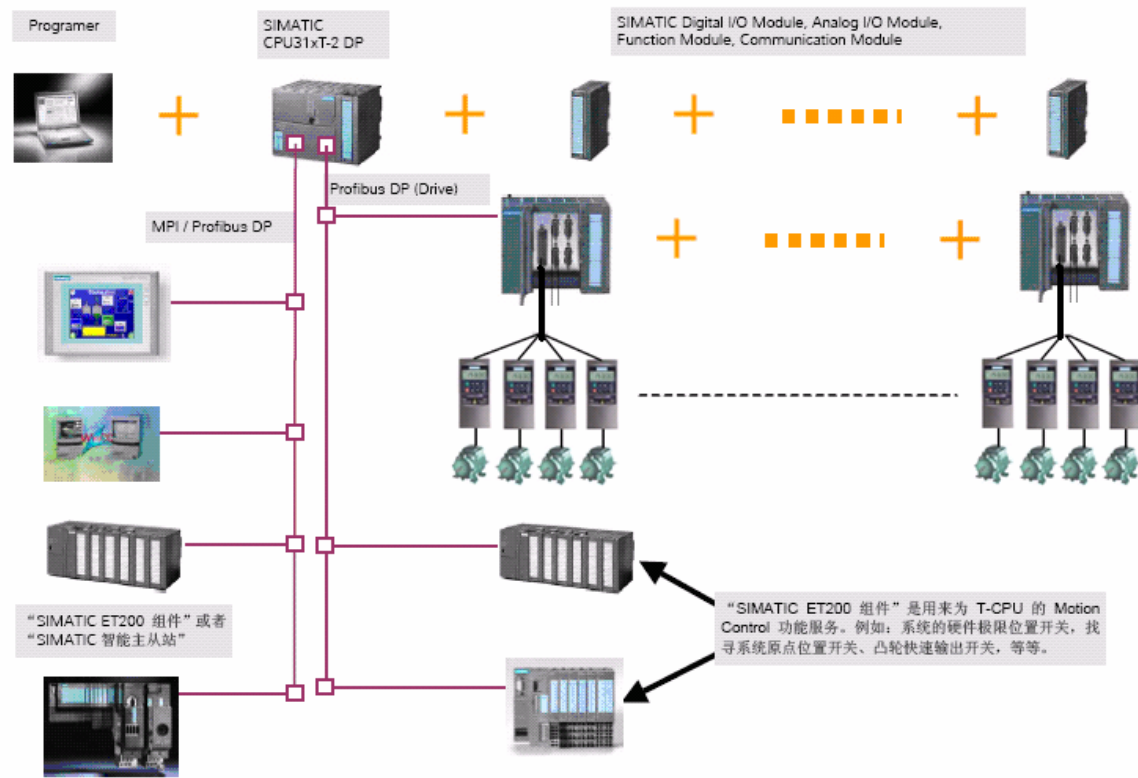 Programer
SIMATIC
CPU31xT-2 DP
SIMATIC Digital I/O Module, Analog I/O Module,
Function Module, Communication Module
Profibus DP (Drive)
MPI / Profibus DP
“SIMATIC ET200 组件”或者
“SIMATIC 智能主从站”
“SIMATIC ET200 组件”是用来为 T-CPU 的 Motion
Control 功能服务。例如：系统的硬件极限位置开关，找
寻系统原点位置开关、凸轮快速输出开关，等等。